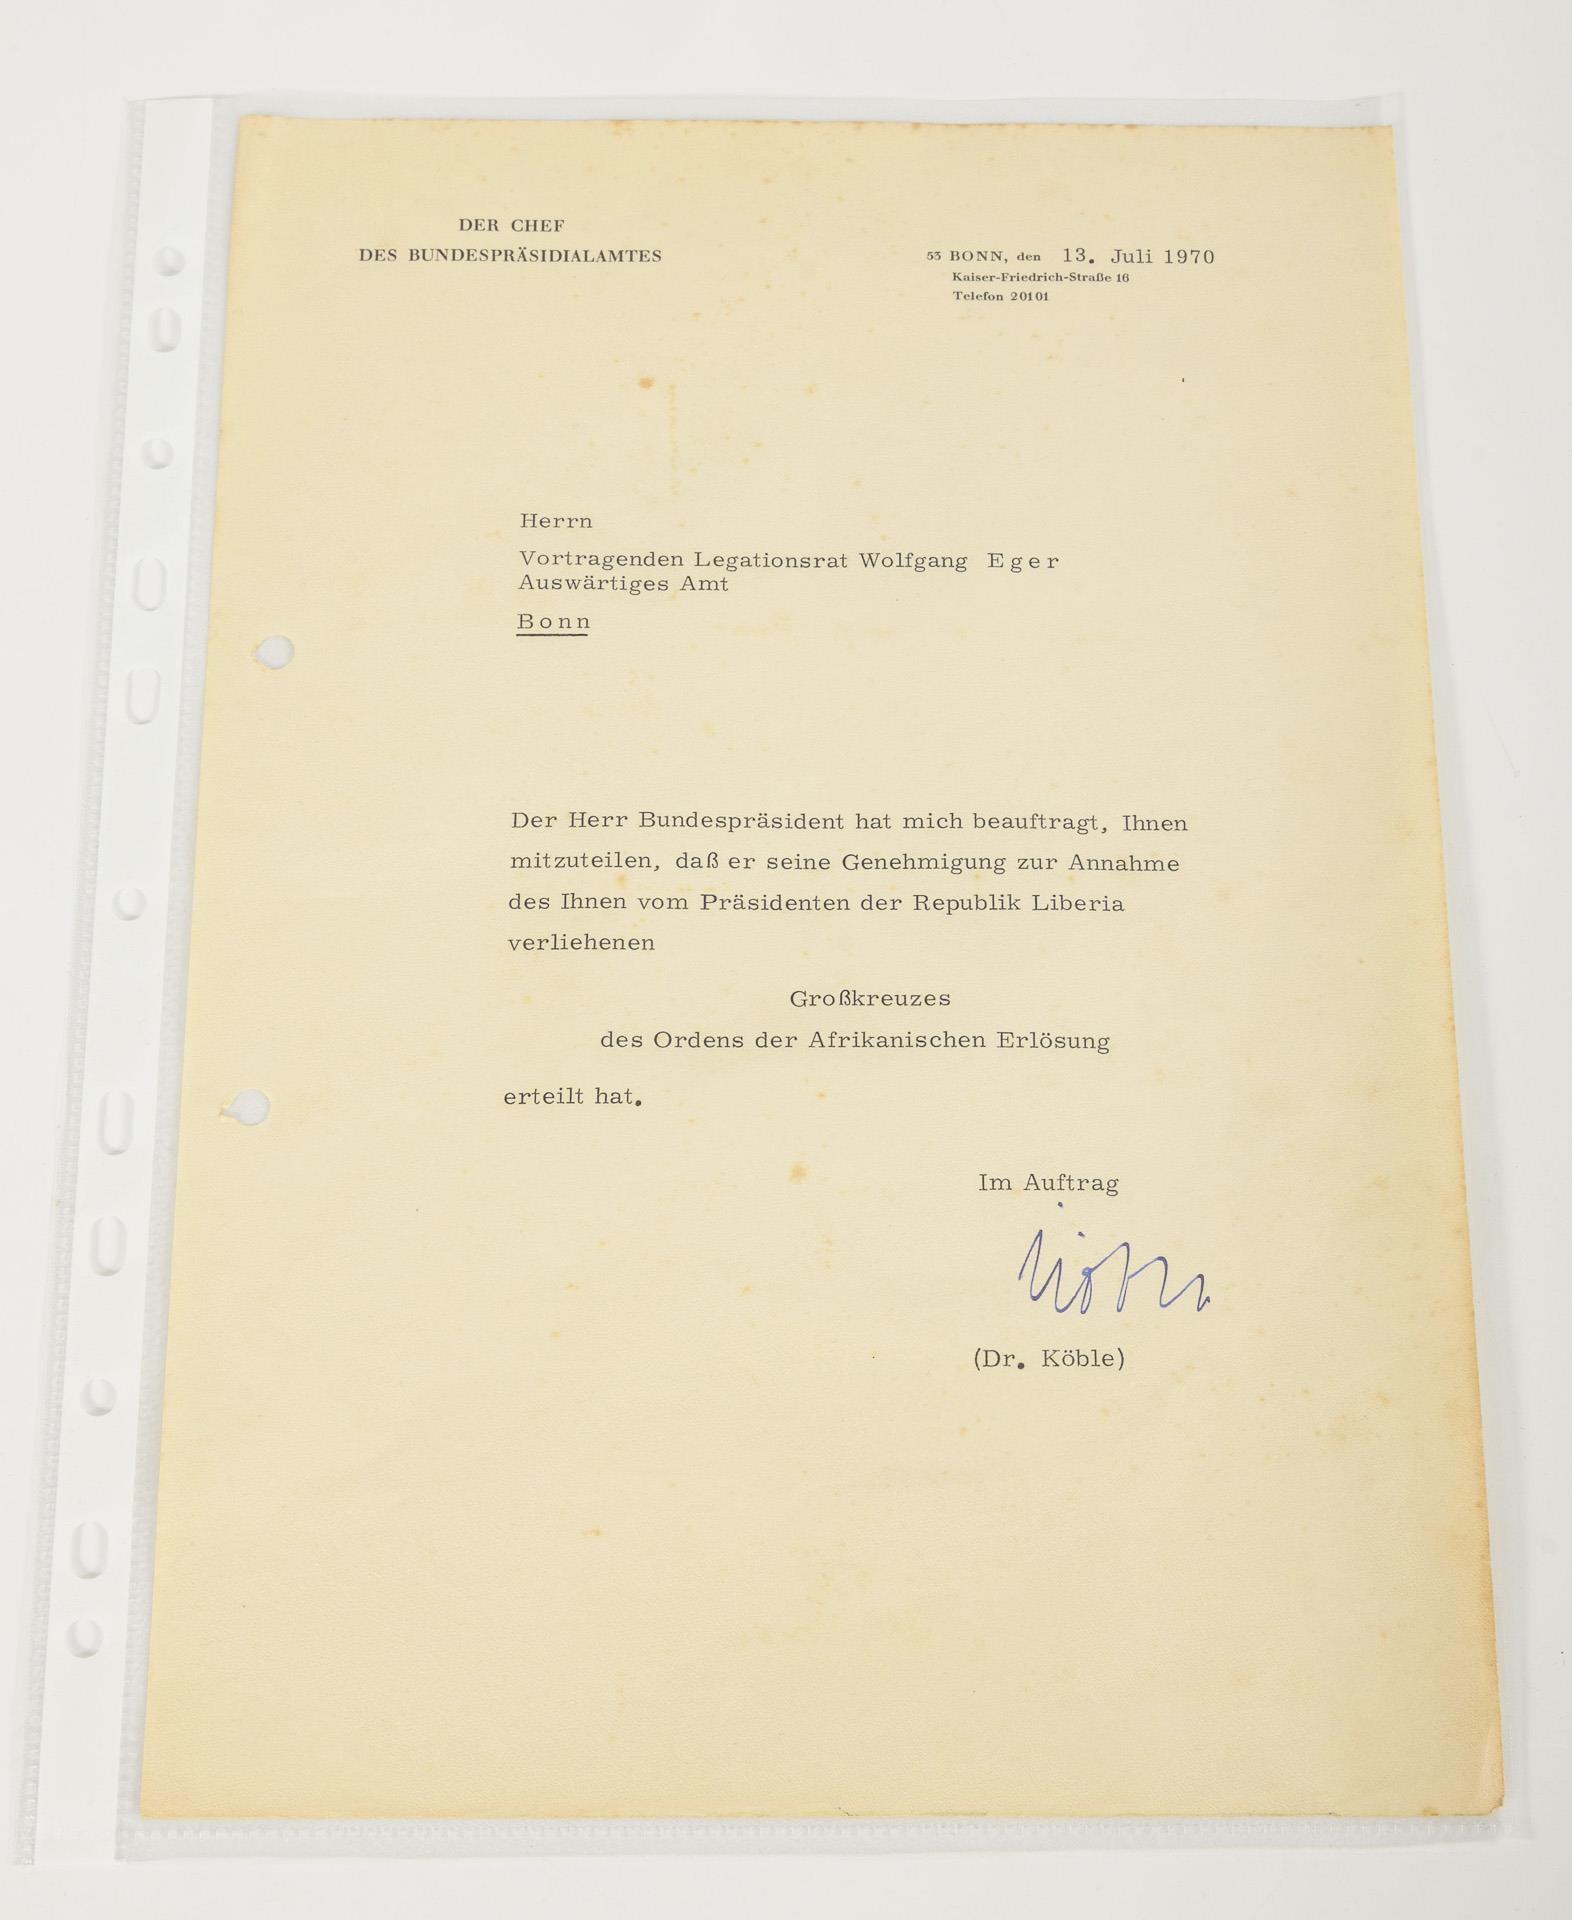 DER CHEF
DES BUNDESPRÄSIDIALAMTES
53 BONN, den 13. Juli 1970
Kaiser-Friedrich-Straße 16
Telefon 20101
Herrn
Vortragenden Legationsrat Wolfgang E g e r
Auswärtiges Amt
B o n n
Der Herr Bundespräsident hat mich beauftragt, Ihnen
mitzuteilen, daß er seine Genehmigung zur Annahme
des Ihnen vom Präsidenten der Republik Liberia
verliehenen
Großkreuzes
des Ordens der Afrikanischen Erlösung
erteilt hat.
Im Auftrag
Köble
(Dr. Köble)